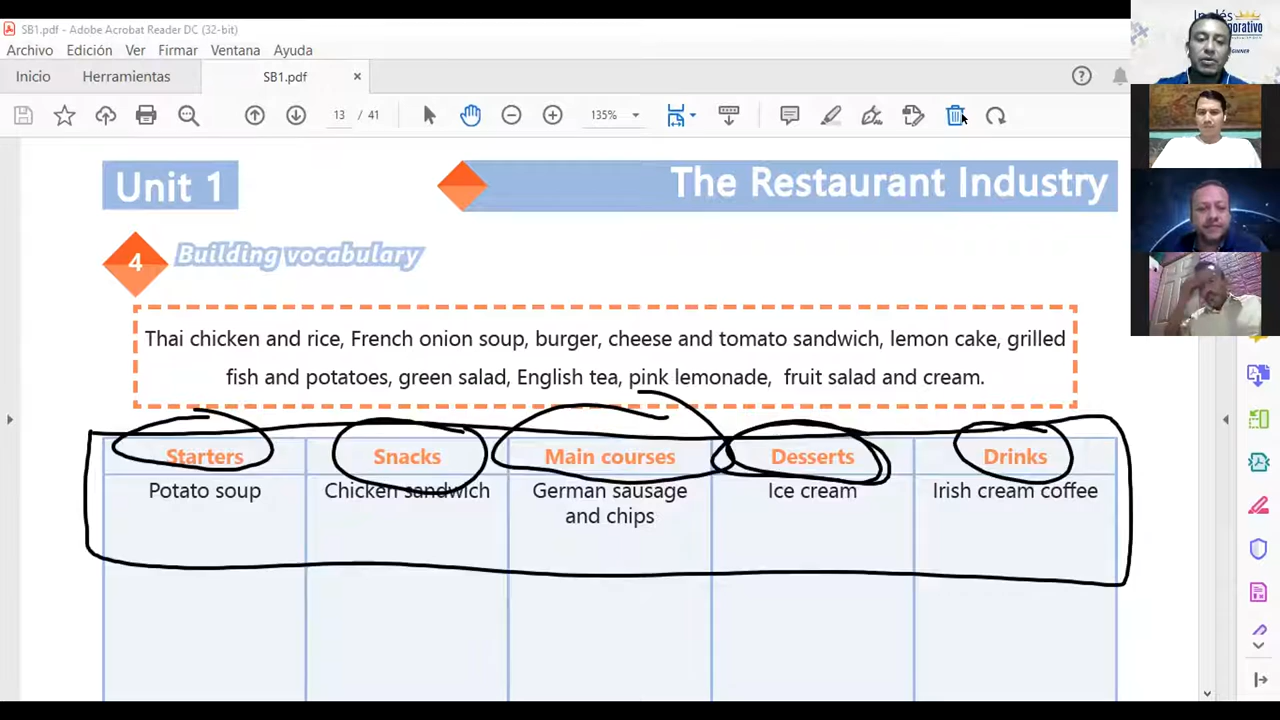 SB1.pdf - Adobe Acrobat Reader DC (32-bit)
Archivo Edición Ver Firmar Ventana Ayuda
Inicio Herramientas SB1.pdf ×
13 / 41 135%
Unit 1
The Restaurant Industry
4 Building vocabulary
Thai chicken and rice, French onion soup, burger, cheese and tomato sandwich, lemon cake, grilled
fish and potatoes, green salad, English tea, pink lemonade, fruit salad and cream.
Starters Snacks Main courses Desserts Drinks
Potato soup Chicken sandwich German sausage Ice cream Irish cream coffee
and chips